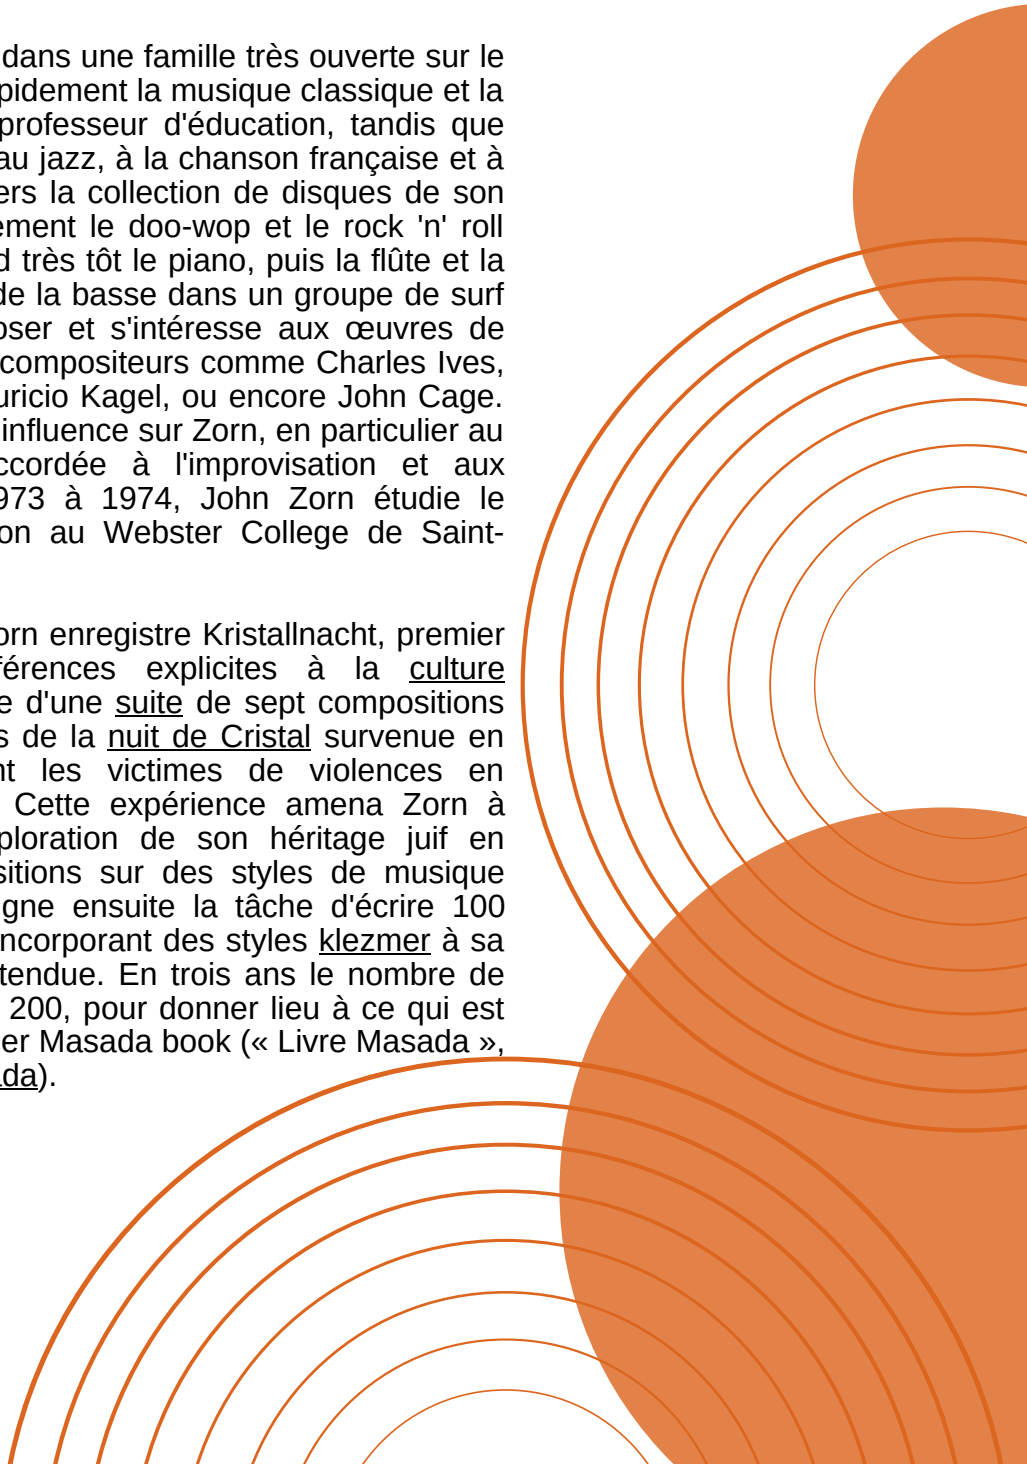 dans une famille très ouverte sur le
pidement la musique classique et la
professeur d'éducation, tandis que
au jazz, à la chanson française et à
ers la collection de disques de son
ement le doo-wop et le rock 'n' roll
d très tôt le piano, puis la flûte et la
de la basse dans un groupe de surf
oser et s'intéresse aux œuvres de
compositeurs comme Charles Ives,
uricio Kagel, ou encore John Cage.
influence sur Zorn, en particulier au
ccordée à l'improvisation et aux
973 à 1974, John Zorn étudie le
on au Webster College de Saint-
orn enregistre Kristallnacht, premier
férences explicites à la culture
e d'une suite de sept compositions
s de la nuit de Cristal survenue en
nt les victimes de violences en
Cette expérience amena Zorn à
ploration de son héritage juif en
sitions sur des styles de musique
igne ensuite la tâche d'écrire 100
ncorporant des styles klezmer à sa
tendue. En trois ans le nombre de
200, pour donner lieu à ce qui est
er Masada book (« Livre Masada »,
ada).